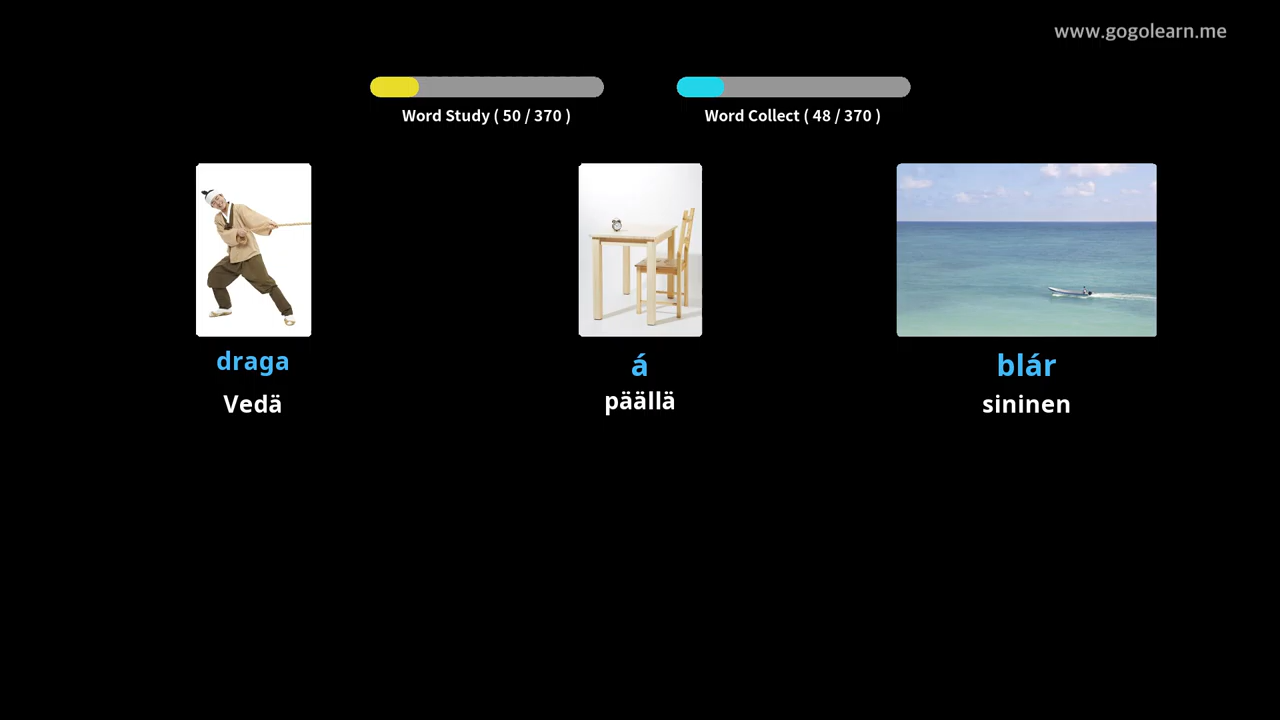 www.gogolearn.me
Word Study ( 50 / 370 )
Word Collect ( 48 / 370 )
draga
á
blár
Vedä
päällä
sininen